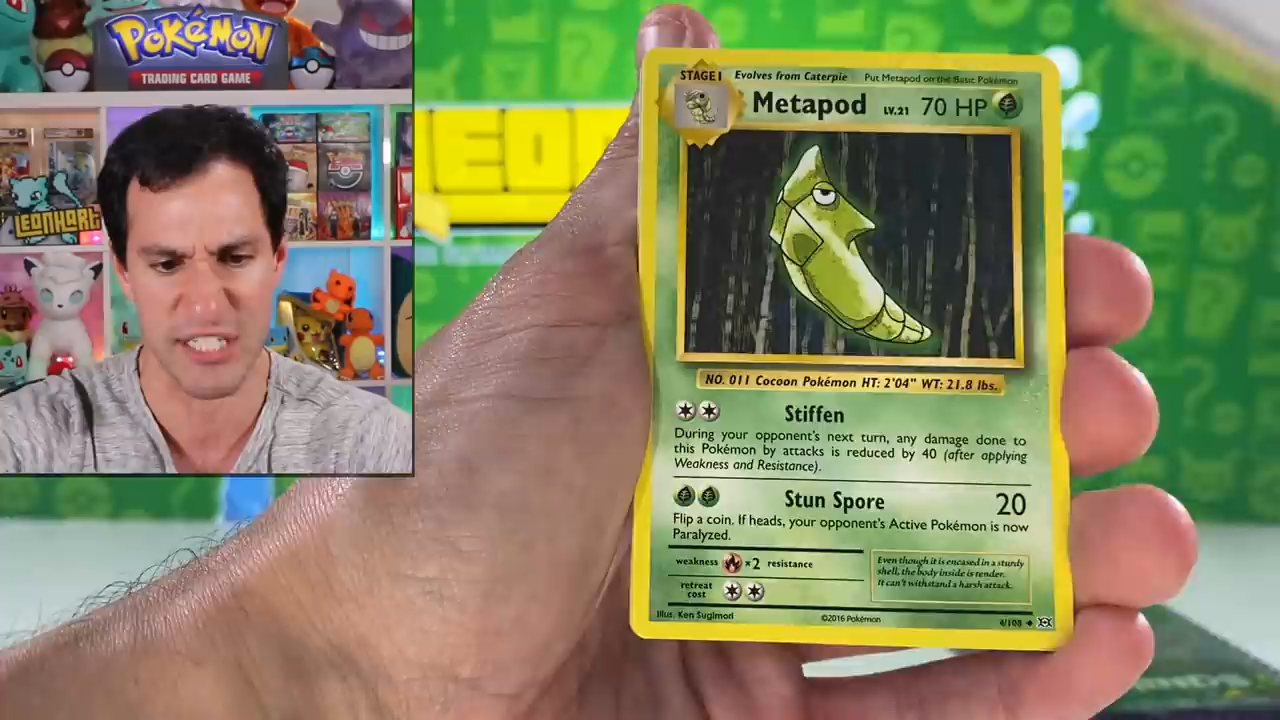 POKéMON
TRADING CARD GAME
LEONHART
STAGE 1 Evolves from Caterpie Put Metapod on the Basic Pokémon
Metapod LV.21 70 HP
NO. 011 Cocoon Pokémon HT: 2'04" WT: 21.8 lbs.
Stiffen
During your opponent's next turn, any damage done to
this Pokémon by attacks is reduced by 40 (after applying
Weakness and Resistance).
Stun Spore 20
Flip a coin. If heads, your opponent's Active Pokémon is now
Paralyzed.
weakness ×2 resistance
retreat
cost
Even though it is encased in a sturdy
shell, the body inside is tender.
It can't withstand a harsh attack.
Illus. Ken Sugimori ©2016 Pokémon 4/108